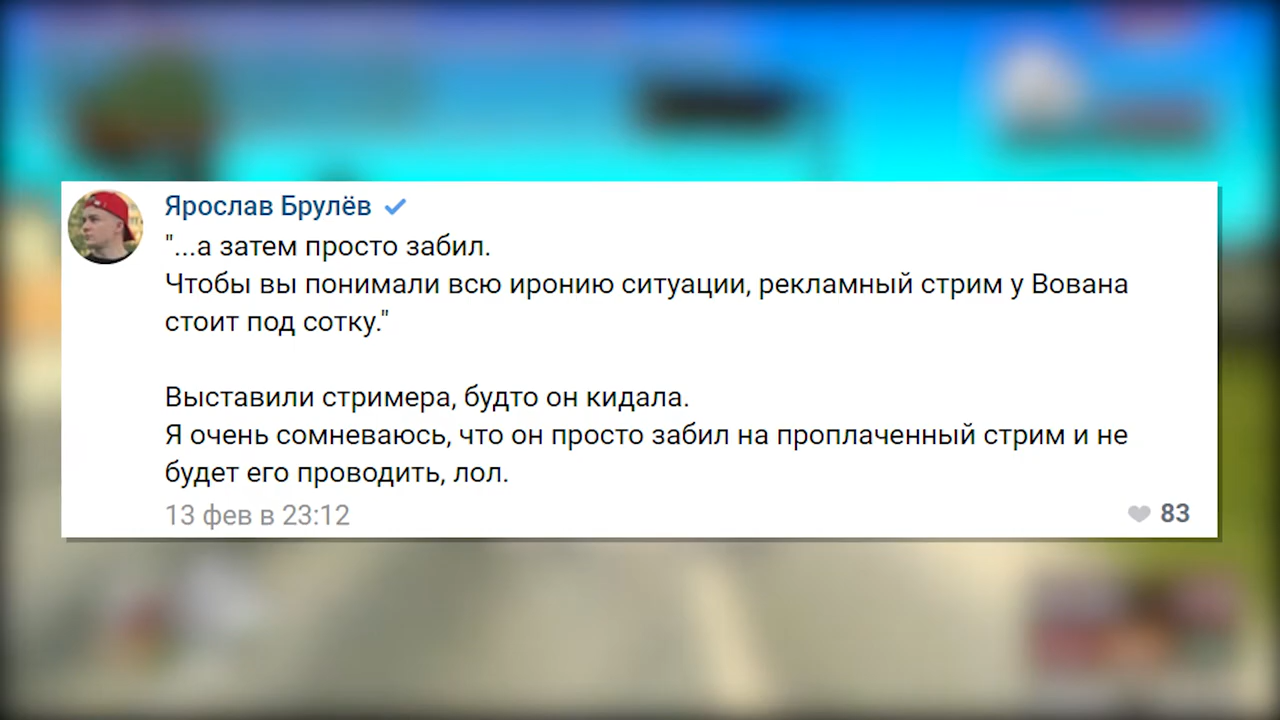 Ярослав Брулёв
"...а затем просто забил.
Чтобы вы понимали всю иронию ситуации, рекламный стрим у Вована
стоит под сотку."
Выставили стримера, будто он кидала.
Я очень сомневаюсь, что он просто забил на проплаченный стрим и не
будет его проводить, лол.
13 фев в 23:12
83